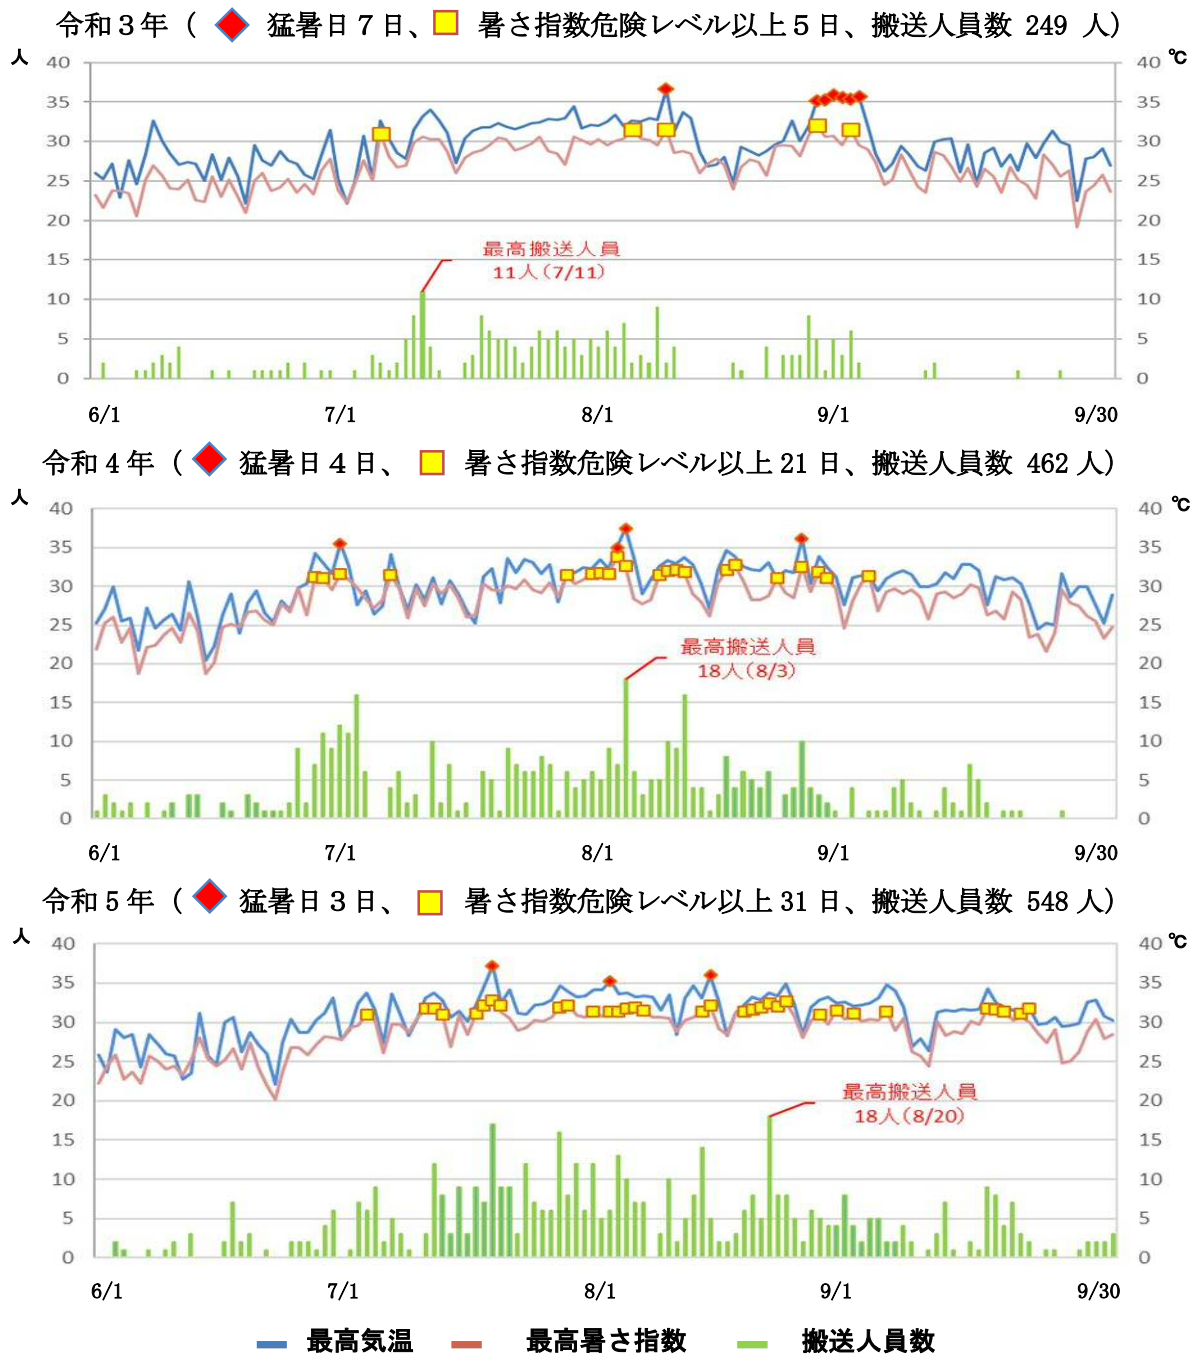 令和３年（ 猛暑日７日、 暑さ指数危険レベル以上５日、搬送人員数 249 人）
人 ℃
40 40
35 35
30 30
25 25
20 20
15 15
10 10
5 5
0 0
最高搬送人員
11人（7/11）
6/1 7/1 8/1 9/1 9/30
令和４年（ 猛暑日４日、 暑さ指数危険レベル以上 21 日、搬送人員数 462 人）
人 ℃
40 40
35 35
30 30
25 25
20 20
15 15
10 10
5 5
0 0
最高搬送人員
18人（8/3）
6/1 7/1 8/1 9/1 9/30
令和５年（ 猛暑日３日、 暑さ指数危険レベル以上 31 日、搬送人員数 548 人）
人 ℃
40 40
35 35
30 30
25 25
20 20
15 15
10 10
5 5
0 0
最高搬送人員
18人（8/20）
6/1 7/1 8/1 9/1 9/30
最高気温 最高暑さ指数 搬送人員数